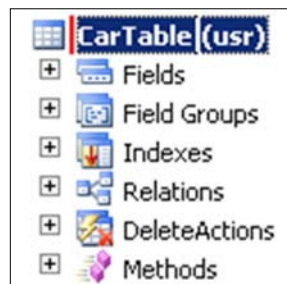 CarTable (usr)
Fields
Field Groups
Indexes
Relations
DeleteActions
Methods